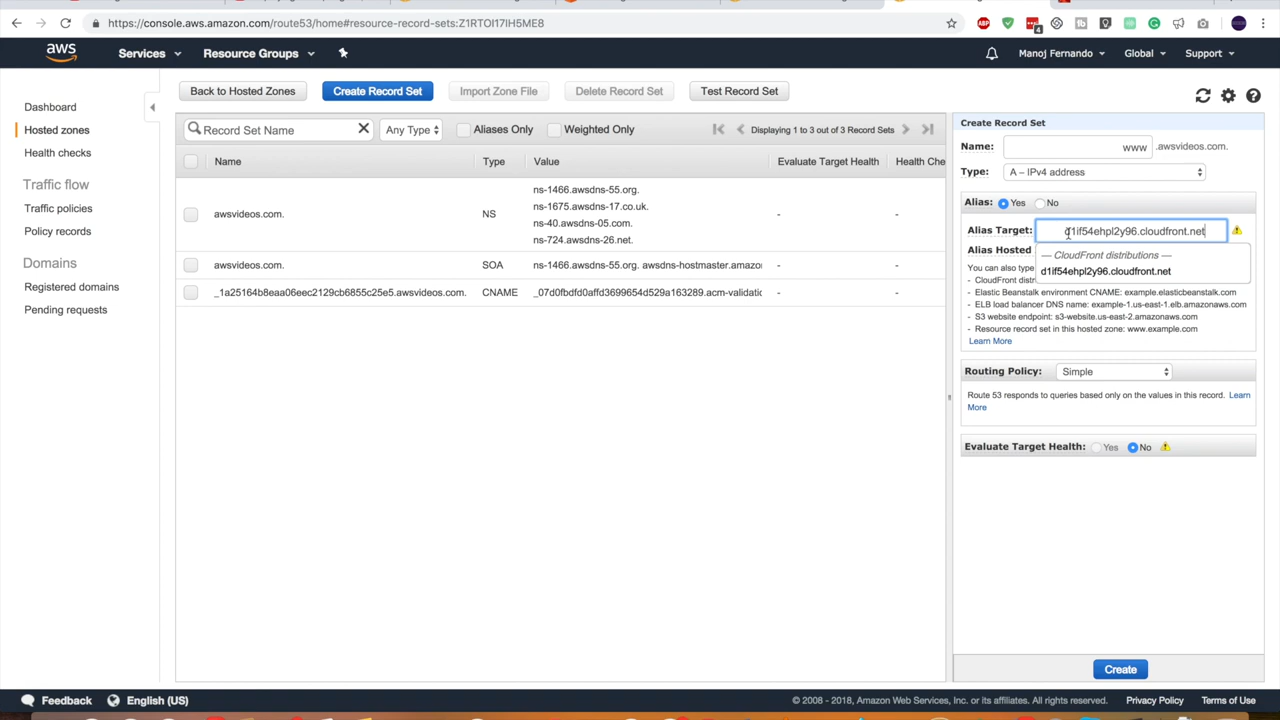 https://console.aws.amazon.com/route53/home#resource-record-sets:Z1RTOI17IH5ME8
ABP
4
aws
Services
Resource Groups
Manoj Fernando
Global
Support
Dashboard
Hosted zones
Health checks
Traffic flow
Traffic policies
Policy records
Domains
Registered domains
Pending requests
Back to Hosted Zones
Create Record Set
Import Zone File
Delete Record Set
Test Record Set
Record Set Name
Any Type
Aliases Only
Weighted Only
Displaying 1 to 3 out of 3 Record Sets
Name Type Value Evaluate Target Health Health Che
awsvideos.com. NS
ns-1466.awsdns-55.org.
ns-1675.awsdns-17.co.uk.
ns-40.awsdns-05.com.
ns-724.awsdns-26.net.
- -
awsvideos.com. SOA ns-1466.awsdns-55.org. awsdns-hostmaster.amazo - -
_1a25164b8eaa06eec2129cb6855c25e5.awsvideos.com. CNAME _07d0fbdfd0affd3699654d529a163289.acm-validatic - -
Create Record Set
Name: www .awsvideos.com.
Type: A – IPv4 address
Alias: Yes No
Alias Target: d1if54ehpl2y96.cloudfront.net
— CloudFront distributions —
d1if54ehpl2y96.cloudfront.net
Alias Hosted
You can also type
- CloudFront distr
- Elastic Beanstalk environment CNAME: example.elasticbeanstalk.com
- ELB load balancer DNS name: example-1.us-east-1.elb.amazonaws.com
- S3 website endpoint: s3-website.us-east-2.amazonaws.com
- Resource record set in this hosted zone: www.example.com
Learn More
Routing Policy: Simple
Route 53 responds to queries based only on the values in this record. Learn
More
Evaluate Target Health: Yes No
Create
Feedback
English (US)
© 2008 - 2018, Amazon Web Services, Inc. or its affiliates. All rights reserved.
Privacy Policy
Terms of Use